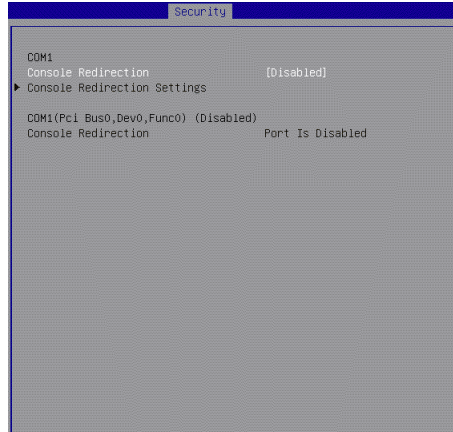 Security
COM1
Console Redirection [Disabled]
Console Redirection Settings
COM1(Pci Bus0,Dev0,Func0) (Disabled)
Console Redirection Port Is Disabled